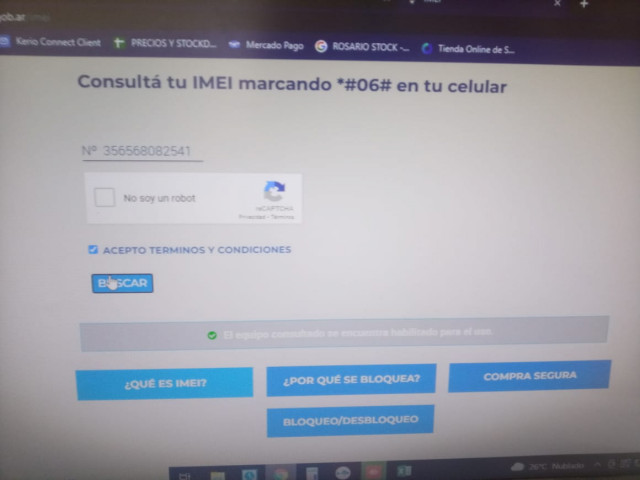 ob.ar/imei
Kerio Connect Client
PRECIOS Y STOCKD...
Mercado Pago
ROSARIO STOCK -...
Tienda Online de S...
Consultá tu IMEI marcando *#06# en tu celular
Nº 356568082541
No soy un robot
reCAPTCHA
Privacidad - Términos
ACEPTO TERMINOS Y CONDICIONES
BUSCAR
El equipo consultado se encuentra habilitado para el uso.
¿QUÉ ES IMEI?
¿POR QUÉ SE BLOQUEA?
COMPRA SEGURA
BLOQUEO/DESBLOQUEO
26°C Nublado